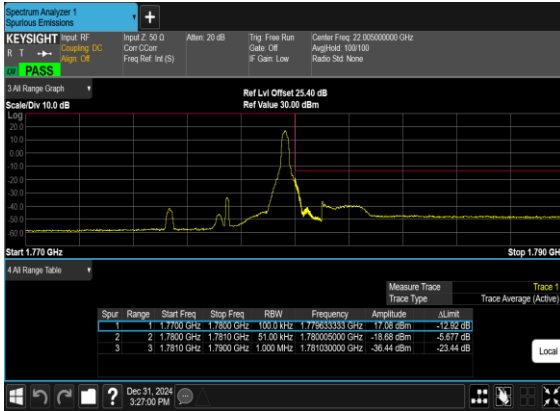 Spectrum Analyzer 1
Spurious Emissions
KEYSIGHT Input: RF Input Z: 50 Ω Atten: 20 dB Trig: Free Run Center Freq: 22.005000000 GHz
R T Coupling: DC Corr CCorr Gate: Off Avg|Hold: 100/100
Align: Off Freq Ref: Int (S) IF Gain: Low Radio Std: None
PASS
3 All Range Graph
Ref Lvl Offset 25.40 dB
Scale/Div 10.0 dB Ref Value 30.00 dBm
Log
20.0
10.0
0.00
-10.0
-20.0
-30.0
-40.0
-50.0
-60.0
Start 1.770 GHz Stop 1.790 GH
4 All Range Table
Measure Trace Trace 1
Trace Type Trace Average (Active)
Spur Range Start Freq Stop Freq RBW Frequency Amplitude ΔLimit
1 1 1.7700 GHz 1.7800 GHz 100.0 kHz 1.779633333 GHz 17.08 dBm -12.92 dB
2 2 1.7800 GHz 1.7810 GHz 51.00 kHz 1.780005000 GHz -18.68 dBm -5.677 dB
3 3 1.7810 GHz 1.7900 GHz 1.000 MHz 1.781030000 GHz -36.44 dBm -23.44 dB
Local
?
Dec 31, 2024
3:27:00 PM